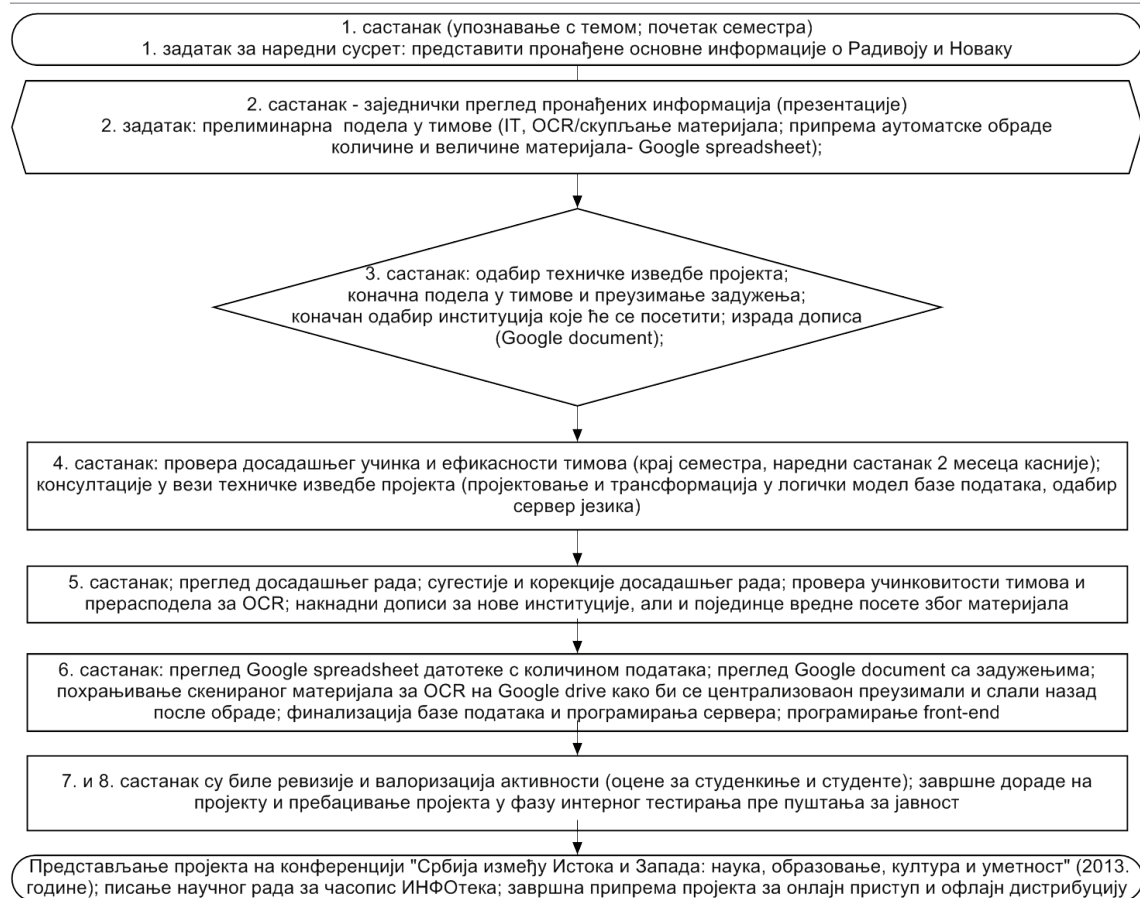 1. састанак (упознавање с темом; почетак семестра)
1. задатак за наредни сусрет: представити пронађене основне информације о Радивоју и Новаку
2. састанак - заједнички преглед пронађених информација (презентације)
2. задатак: прелиминарна подела у тимове (IT, OCR/скупљање материјала; припрема аутоматске обраде
количине и величине материјала- Google spreadsheet);
3. састанак: одабир техничке изведбе пројекта;
коначна подела у тимове и преузимање задужења;
коначан одабир институција које ће се посетити; израда дописа
(Google document);
4. састанак: провера досадашњег учинка и ефикасности тимова (крај семестра, наредни састанак 2 месеца касније);
консултације у вези техничке изведбе пројекта (пројектовање и трансформација у логички модел базе података, одабир
сервер језика)
5. састанак; преглед досадашњег рада; сугестије и корекције досадашњег рада; провера учинковитости тимова и
прерасподела за OCR; накнадни дописи за нове институције, али и појединце вредне посете због материјала
6. састанак: преглед Google spreadsheet датотеке с количином података; преглед Google document са задужењима;
похрањивање скенираног материјала за OCR на Google drive како би се централизоваон преузимали и слали назад
после обраде; финализација базе података и програмирања сервера; програмирање front-end
7. и 8. састанак су биле ревизије и валоризација активности (оцене за студенкиње и студенте); завршне дораде на
пројекту и пребацивање пројекта у фазу интерног тестирања пре пуштања за јавност
Представљање пројекта на конференцији "Србија између Истока и Запада: наука, образовање, култура и уметност" (2013.
године); писање научног рада за часопис ИНФОтека; завршна припрема пројекта за онлајн приступ и офлајн дистрибуцију